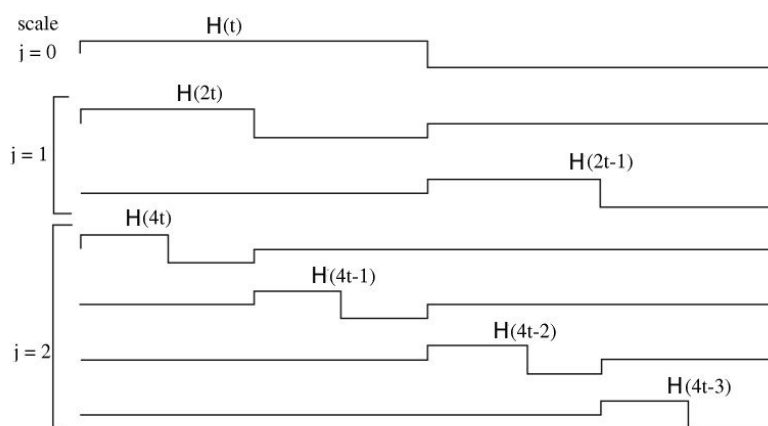 scale
H(t)
j = 0
H(2t)
j = 1
H(2t-1)
H(4t)
H(4t-1)
H(4t-2)
j = 2
H(4t-3)